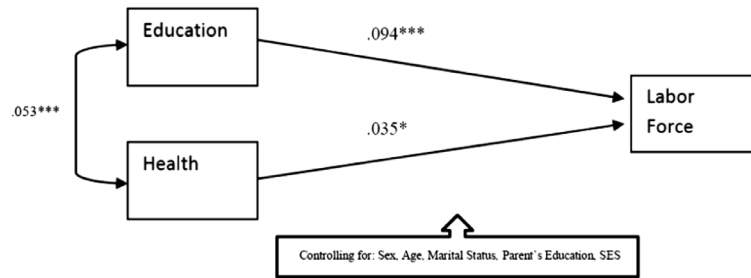 Education
.094***
.053***
Labor
Force
.035*
Health
Controlling for: Sex, Age, Marital Status, Parent`s Education, SES